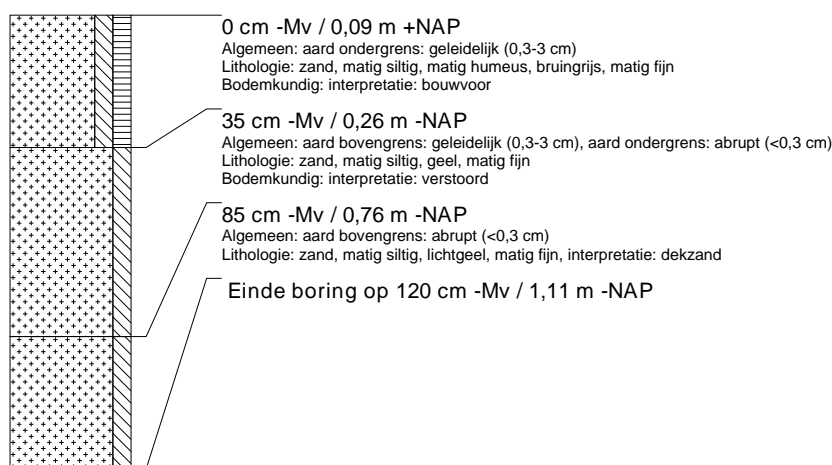 0 cm -Mv / 0,09 m +NAP
Algemeen: aard ondergrens: geleidelijk (0,3-3 cm)
Lithologie: zand, matig siltig, matig humeus, bruingrijs, matig fijn
Bodemkundig: interpretatie: bouwvoor
35 cm -Mv / 0,26 m -NAP
Algemeen: aard bovengrens: geleidelijk (0,3-3 cm), aard ondergrens: abrupt (<0,3 cm)
Lithologie: zand, matig siltig, geel, matig fijn
Bodemkundig: interpretatie: verstoord
85 cm -Mv / 0,76 m -NAP
Algemeen: aard bovengrens: abrupt (<0,3 cm)
Lithologie: zand, matig siltig, lichtgeel, matig fijn, interpretatie: dekzand
Einde boring op 120 cm -Mv / 1,11 m -NAP